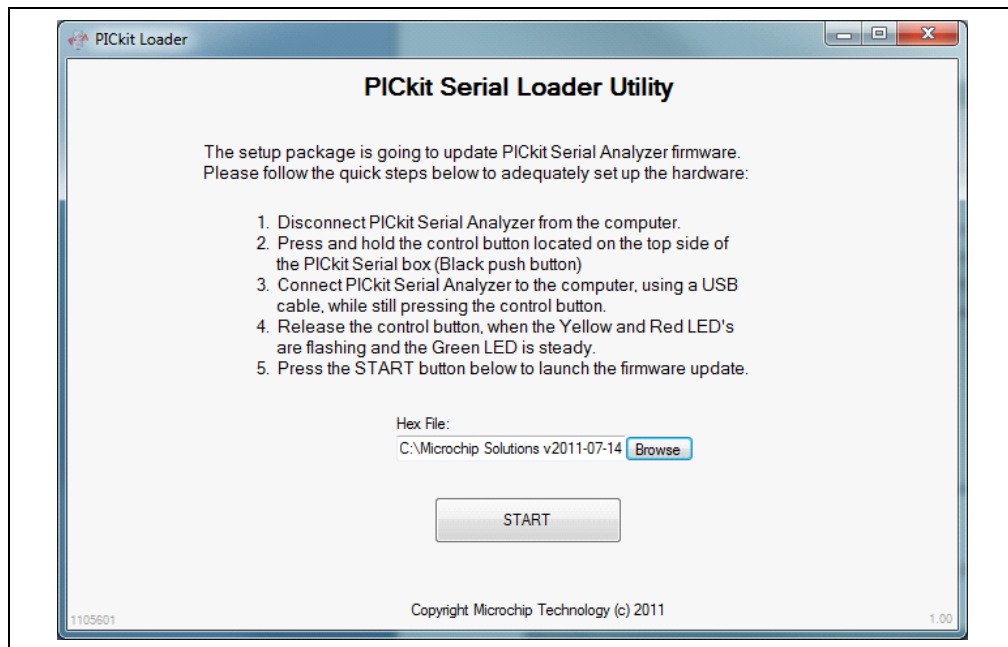 PICkit Loader
PICkit Serial Loader Utility
The setup package is going to update PICkit Serial Analyzer firmware.
Please follow the quick steps below to adequately set up the hardware:
1. Disconnect PICkit Serial Analyzer from the computer.
2. Press and hold the control button located on the top side of
the PICkit Serial box (Black push button)
3. Connect PICkit Serial Analyzer to the computer, using a USB
cable, while still pressing the control button.
4. Release the control button, when the Yellow and Red LED's
are flashing and the Green LED is steady.
5. Press the START button below to launch the firmware update.
Hex File:
C:\Microchip Solutions v2011-07-14 Browse
START
Copyright Microchip Technology (c) 2011
1105601 1.00